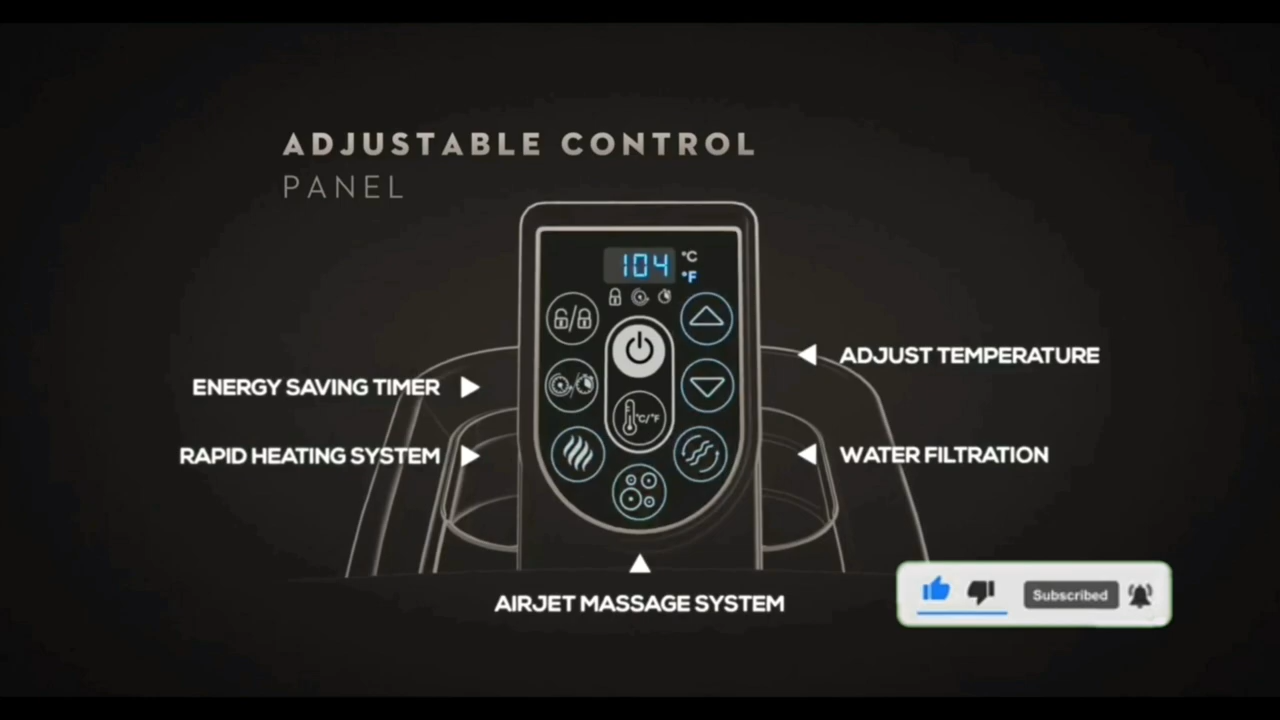 ADJUSTABLE CONTROL
PANEL
104
°C
°F
°C/°F
ADJUST TEMPERATURE
ENERGY SAVING TIMER
RAPID HEATING SYSTEM
WATER FILTRATION
AIRJET MASSAGE SYSTEM
Subscribed